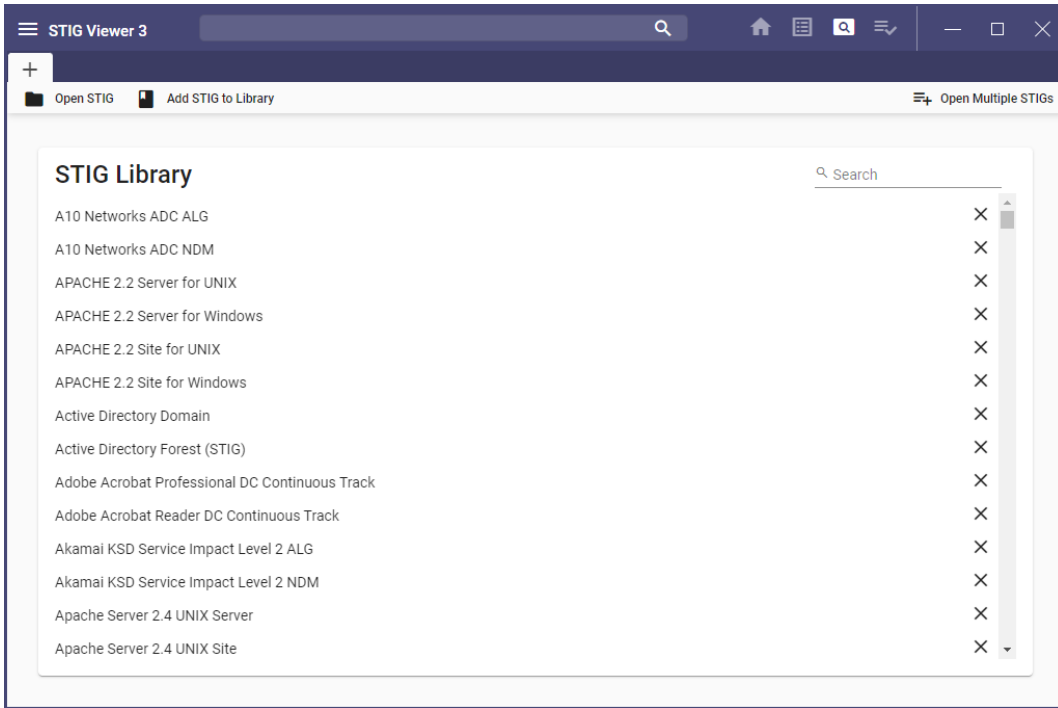 STIG Viewer 3
Open STIG Add STIG to Library Open Multiple STIGs
STIG Library Search
A10 Networks ADC ALG
A10 Networks ADC NDM
APACHE 2.2 Server for UNIX
APACHE 2.2 Server for Windows
APACHE 2.2 Site for UNIX
APACHE 2.2 Site for Windows
Active Directory Domain
Active Directory Forest (STIG)
Adobe Acrobat Professional DC Continuous Track
Adobe Acrobat Reader DC Continuous Track
Akamai KSD Service Impact Level 2 ALG
Akamai KSD Service Impact Level 2 NDM
Apache Server 2.4 UNIX Server
Apache Server 2.4 UNIX Site